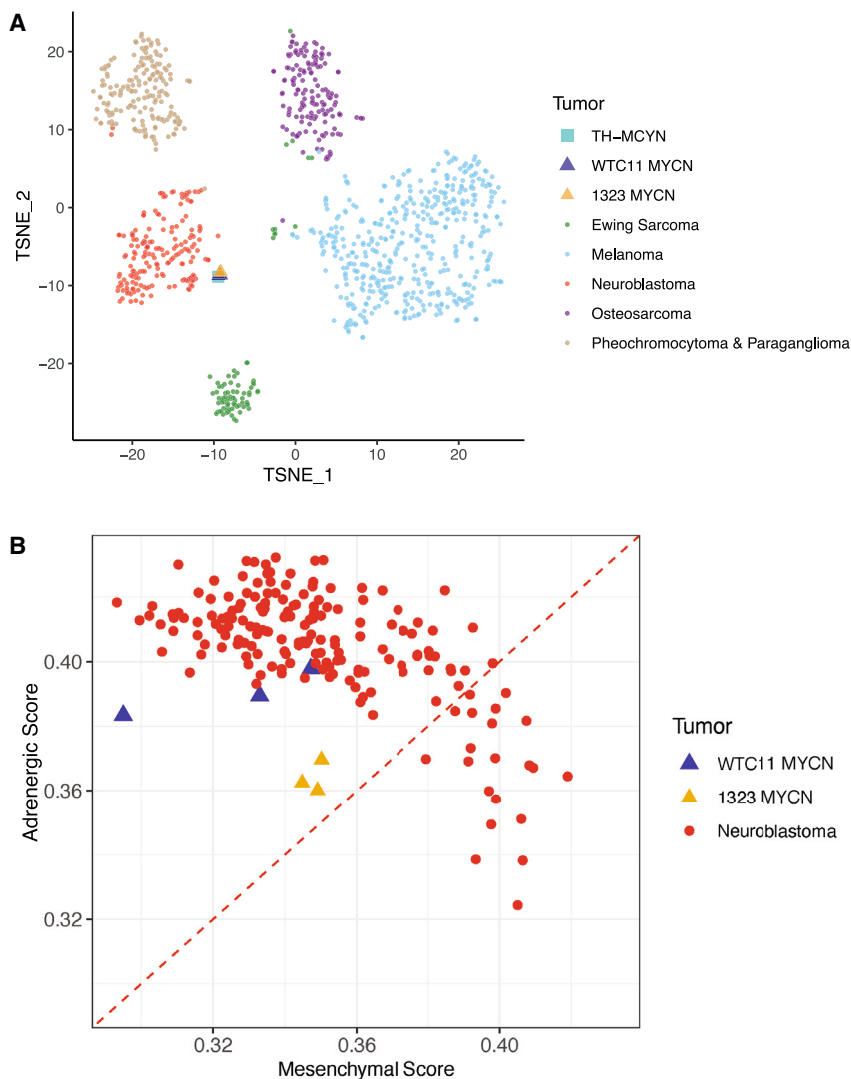 A
20
10
0
−10
−20
TSNE_2
−20
−10
0
10
20
TSNE_1
Tumor
TH−MCYN
WTC11 MYCN
1323 MYCN
Ewing Sarcoma
Melanoma
Neuroblastoma
Osteosarcoma
Pheochromocytoma & Paraganglioma
B
0.40
0.36
0.32
Adrenergic Score
0.32
0.36
0.40
Mesenchymal Score
Tumor
WTC11 MYCN
1323 MYCN
Neuroblastoma